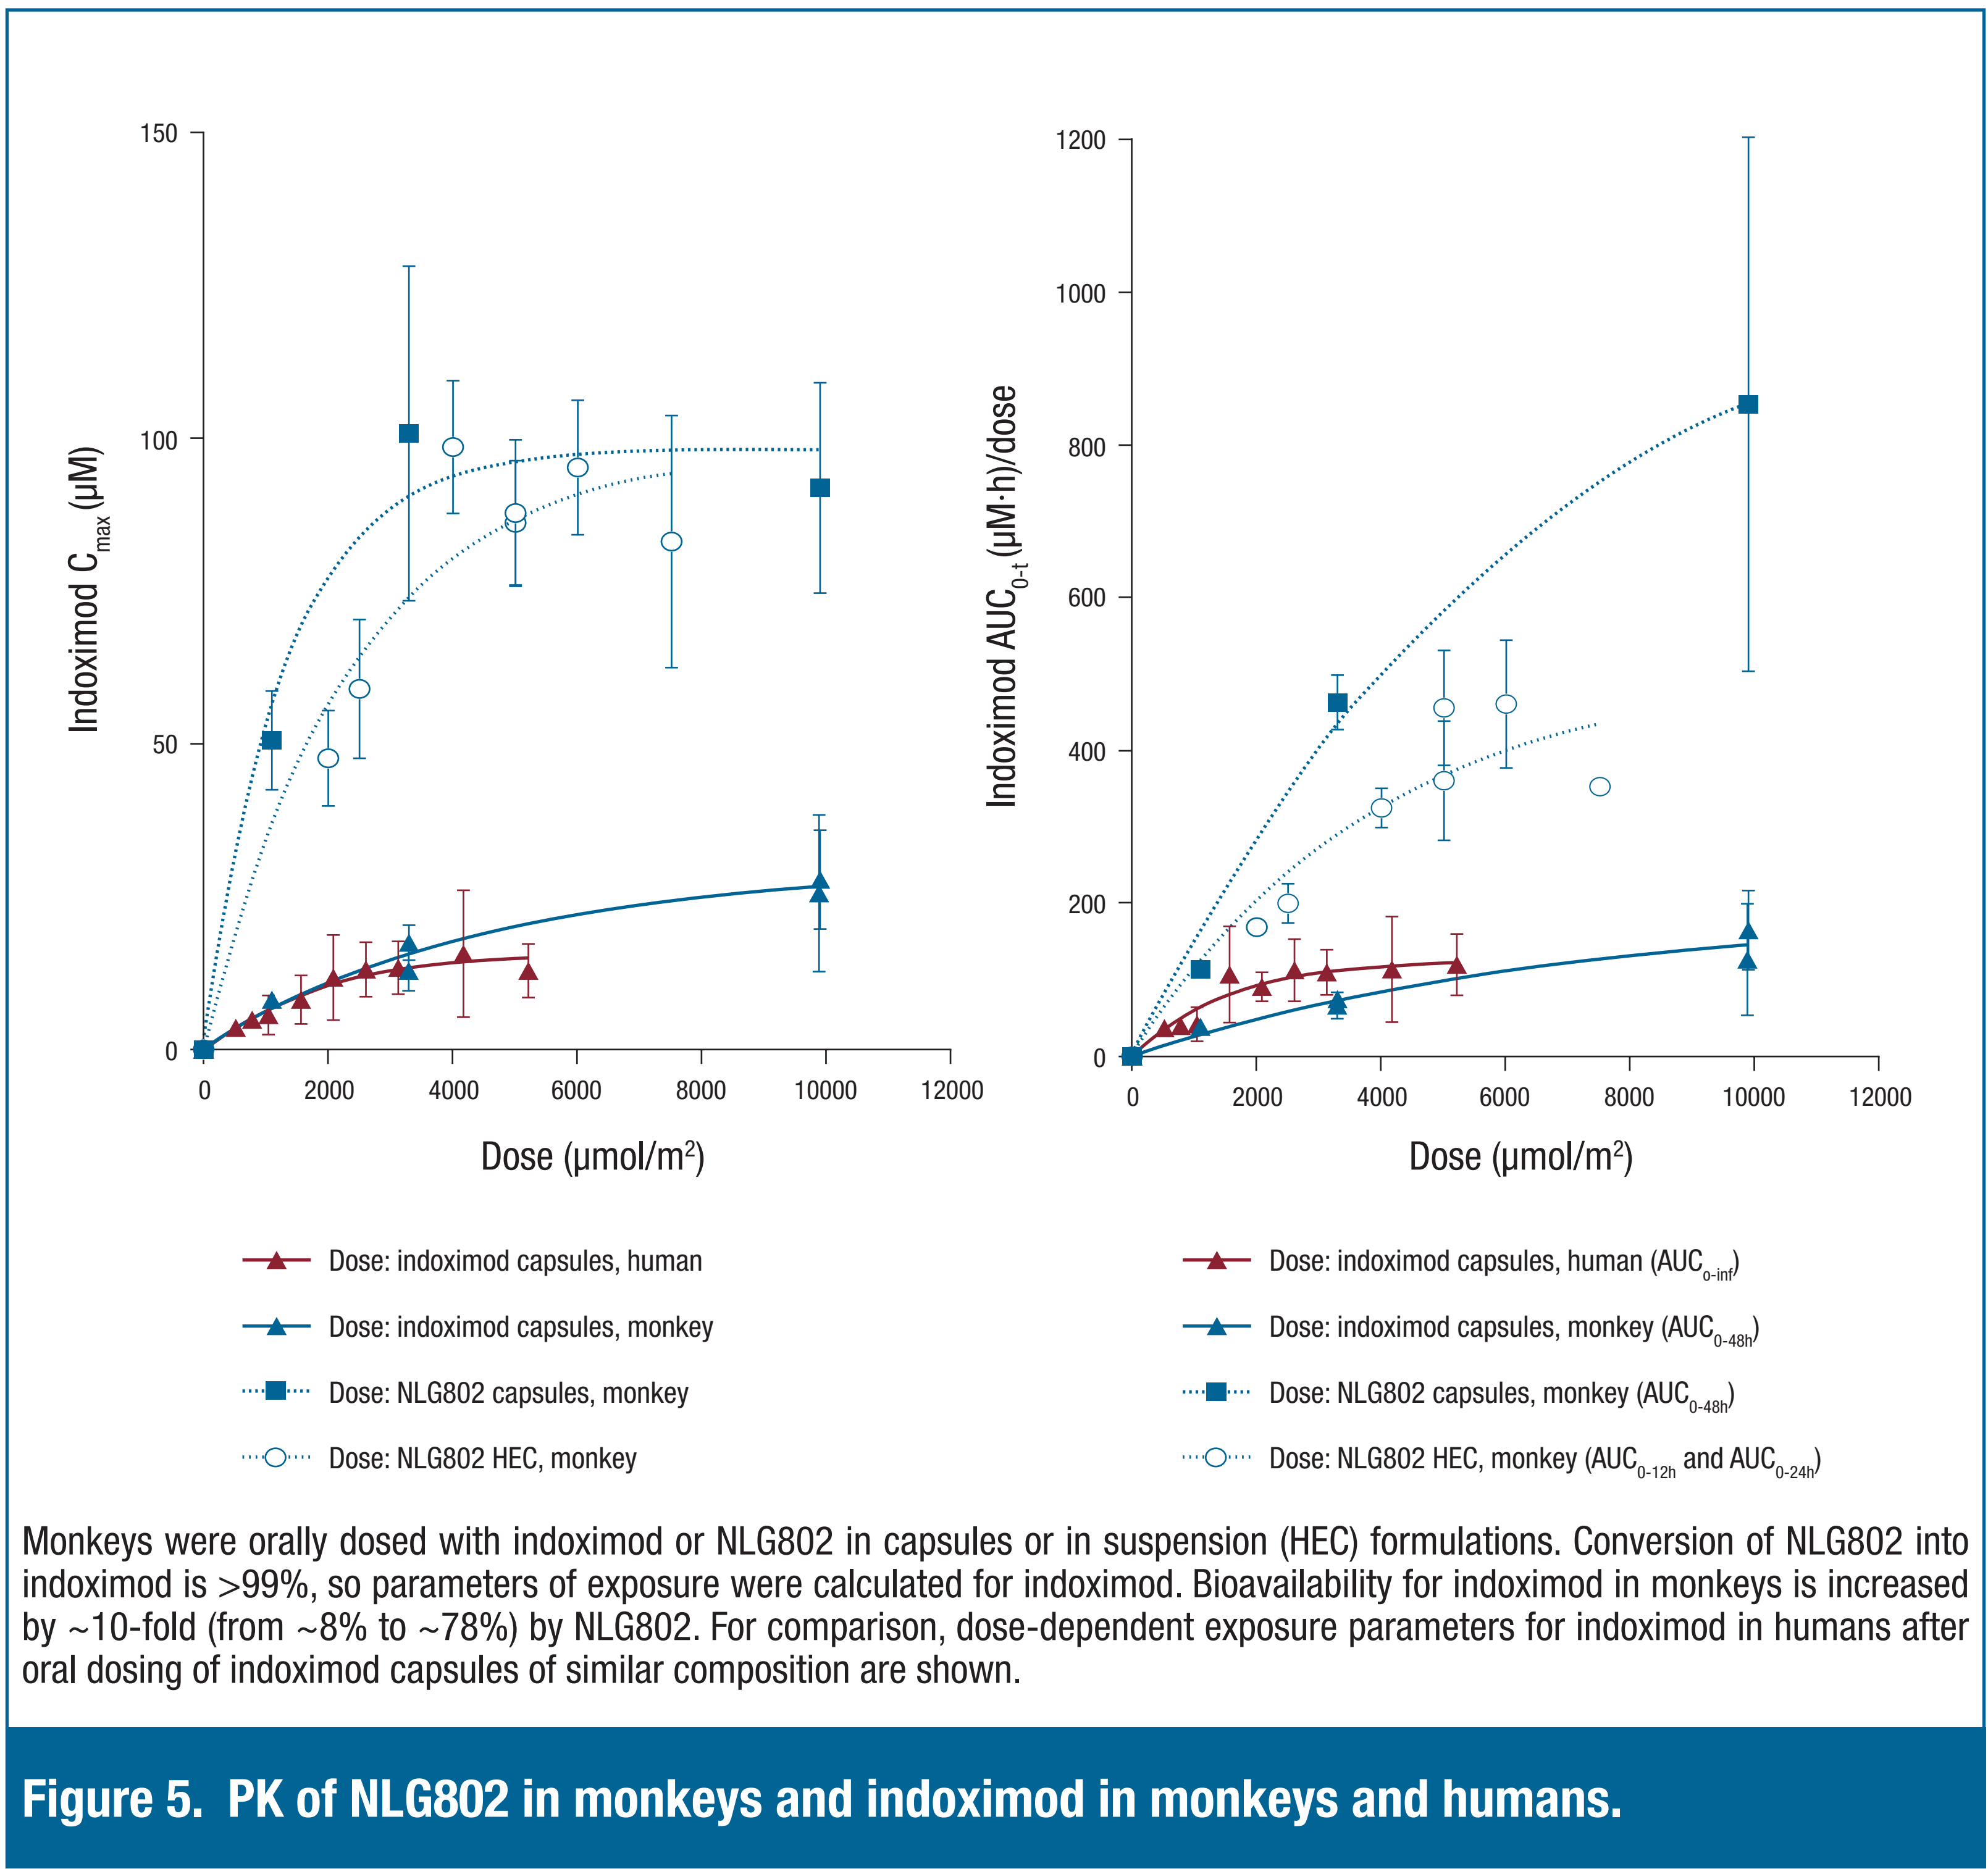 150
100
50
0
0
2000
4000
6000
8000
10000
12000
Indoximod Cmax (µM)
Dose (µmol/m2)
1200
1000
800
600
400
200
0
0
2000
4000
6000
8000
10000
12000
Indoximod AUC0-t (µM·h)/dose
Dose (µmol/m2)
Dose: indoximod capsules, human
Dose: indoximod capsules, monkey
Dose: NLG802 capsules, monkey
Dose: NLG802 HEC, monkey
Dose: indoximod capsules, human (AUCo-inf)
Dose: indoximod capsules, monkey (AUC0-48h)
Dose: NLG802 capsules, monkey (AUC0-48h)
Dose: NLG802 HEC, monkey (AUC0-12h and AUC0-24h)
Monkeys were orally dosed with indoximod or NLG802 in capsules or in suspension (HEC) formulations. Conversion of NLG802 into
indoximod is >99%, so parameters of exposure were calculated for indoximod. Bioavailability for indoximod in monkeys is increased
by ~10-fold (from ~8% to ~78%) by NLG802. For comparison, dose-dependent exposure parameters for indoximod in humans after
oral dosing of indoximod capsules of similar composition are shown.
Figure 5. PK of NLG802 in monkeys and indoximod in monkeys and humans.